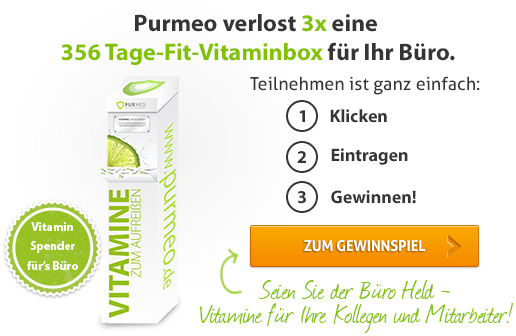 Purmeo verlost 3x eine
356 Tage-Fit-Vitaminbox für Ihr Büro.
Teilnehmen ist ganz einfach:
1 Klicken
2 Eintragen
3 Gewinnen!
ZUM GEWINNSPIEL
Seien Sie der Büro Held –
Vitamine für Ihre Kollegen und Mitarbeiter!
PURMEO
VITAMINE
ZUM AUFREIẞEN
www.purmeo.de
Vitamin
Spender
für's Büro